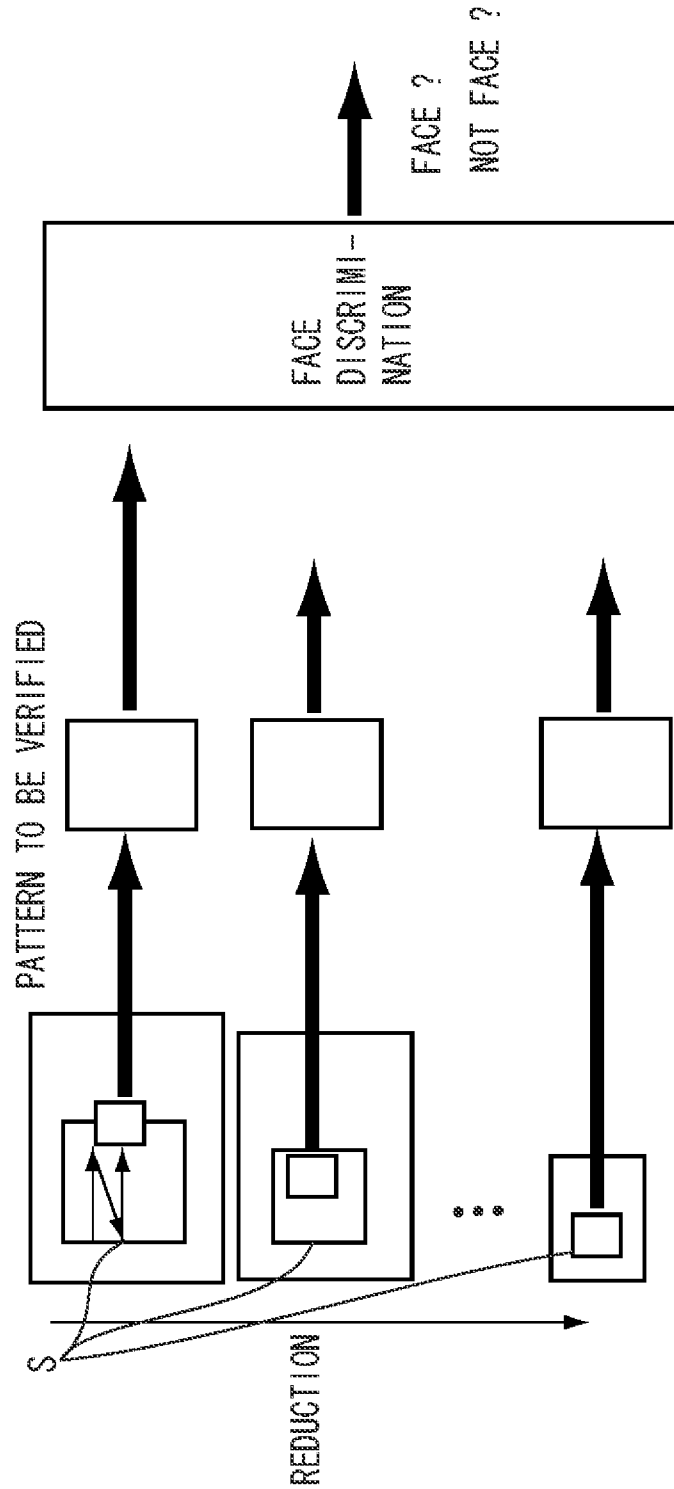 S
REDUCTION
PATTERN TO BE VERIFIED
FACE
DISCRIMI-
NATION
FACE ?
NOT FACE ?